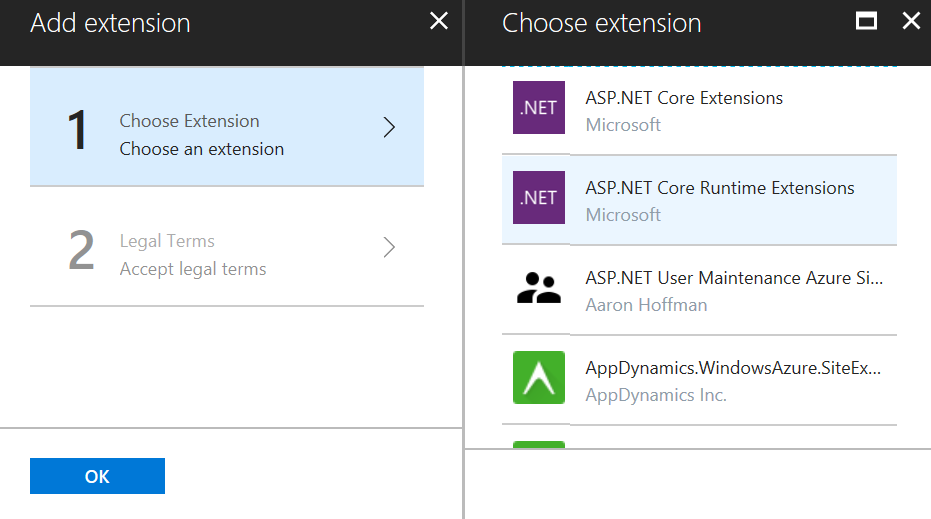 Add extension
1
Choose Extension
Choose an extension
2
Legal Terms
Accept legal terms
OK
Choose extension
.NET
ASP.NET Core Extensions
Microsoft
.NET
ASP.NET Core Runtime Extensions
Microsoft
ASP.NET User Maintenance Azure Si...
Aaron Hoffman
AppDynamics.WindowsAzure.SiteEx...
AppDynamics Inc.